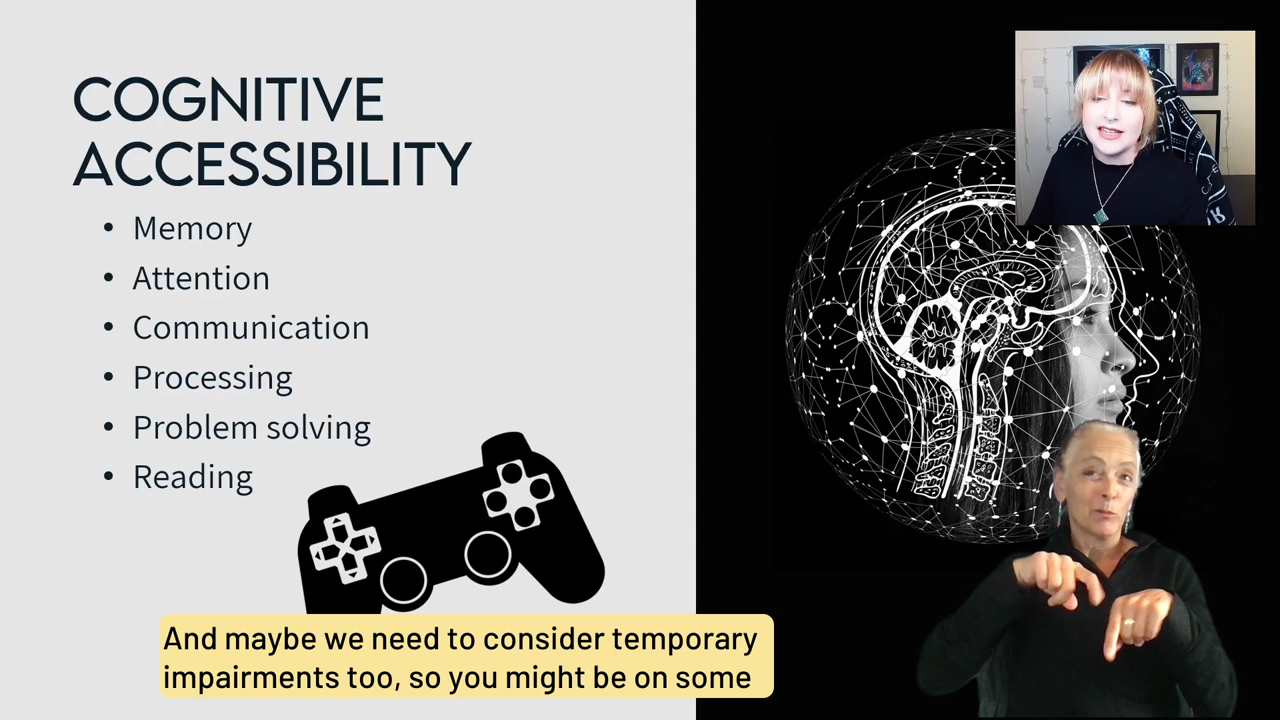 COGNITIVE
ACCESSIBILITY
• Memory
• Attention
• Communication
• Processing
• Problem solving
• Reading
And maybe we need to consider temporary
impairments too, so you might be on some